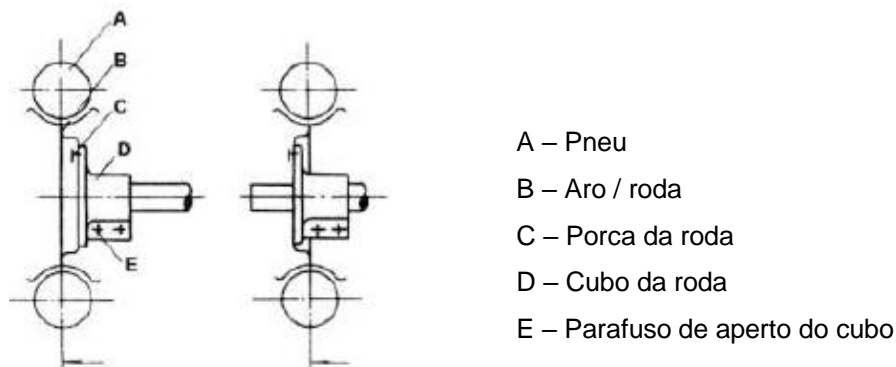 A
B
C
D
E
A – Pneu
B – Aro / roda
C – Porca da roda
D – Cubo da roda
E – Parafuso de aperto do cubo